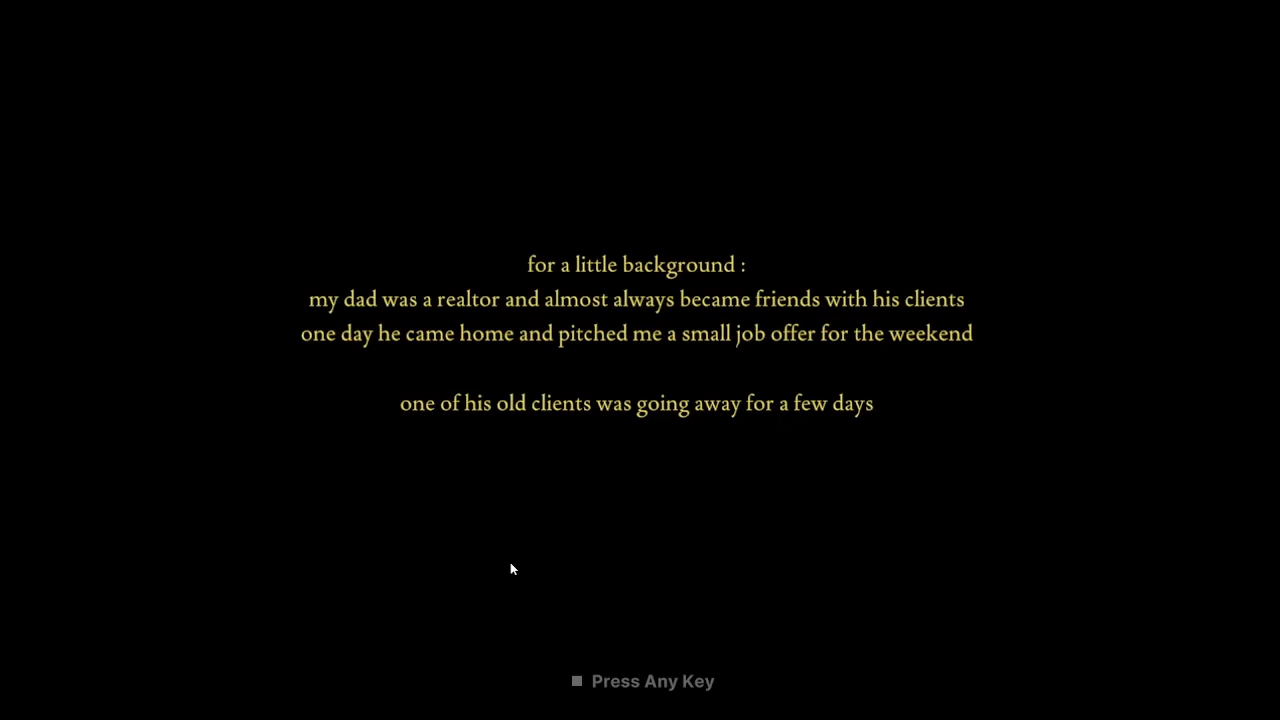 for a little background :
my dad was a realtor and almost always became friends with his clients
one day he came home and pitched me a small job offer for the weekend
one of his old clients was going away for a few days
Press Any Key